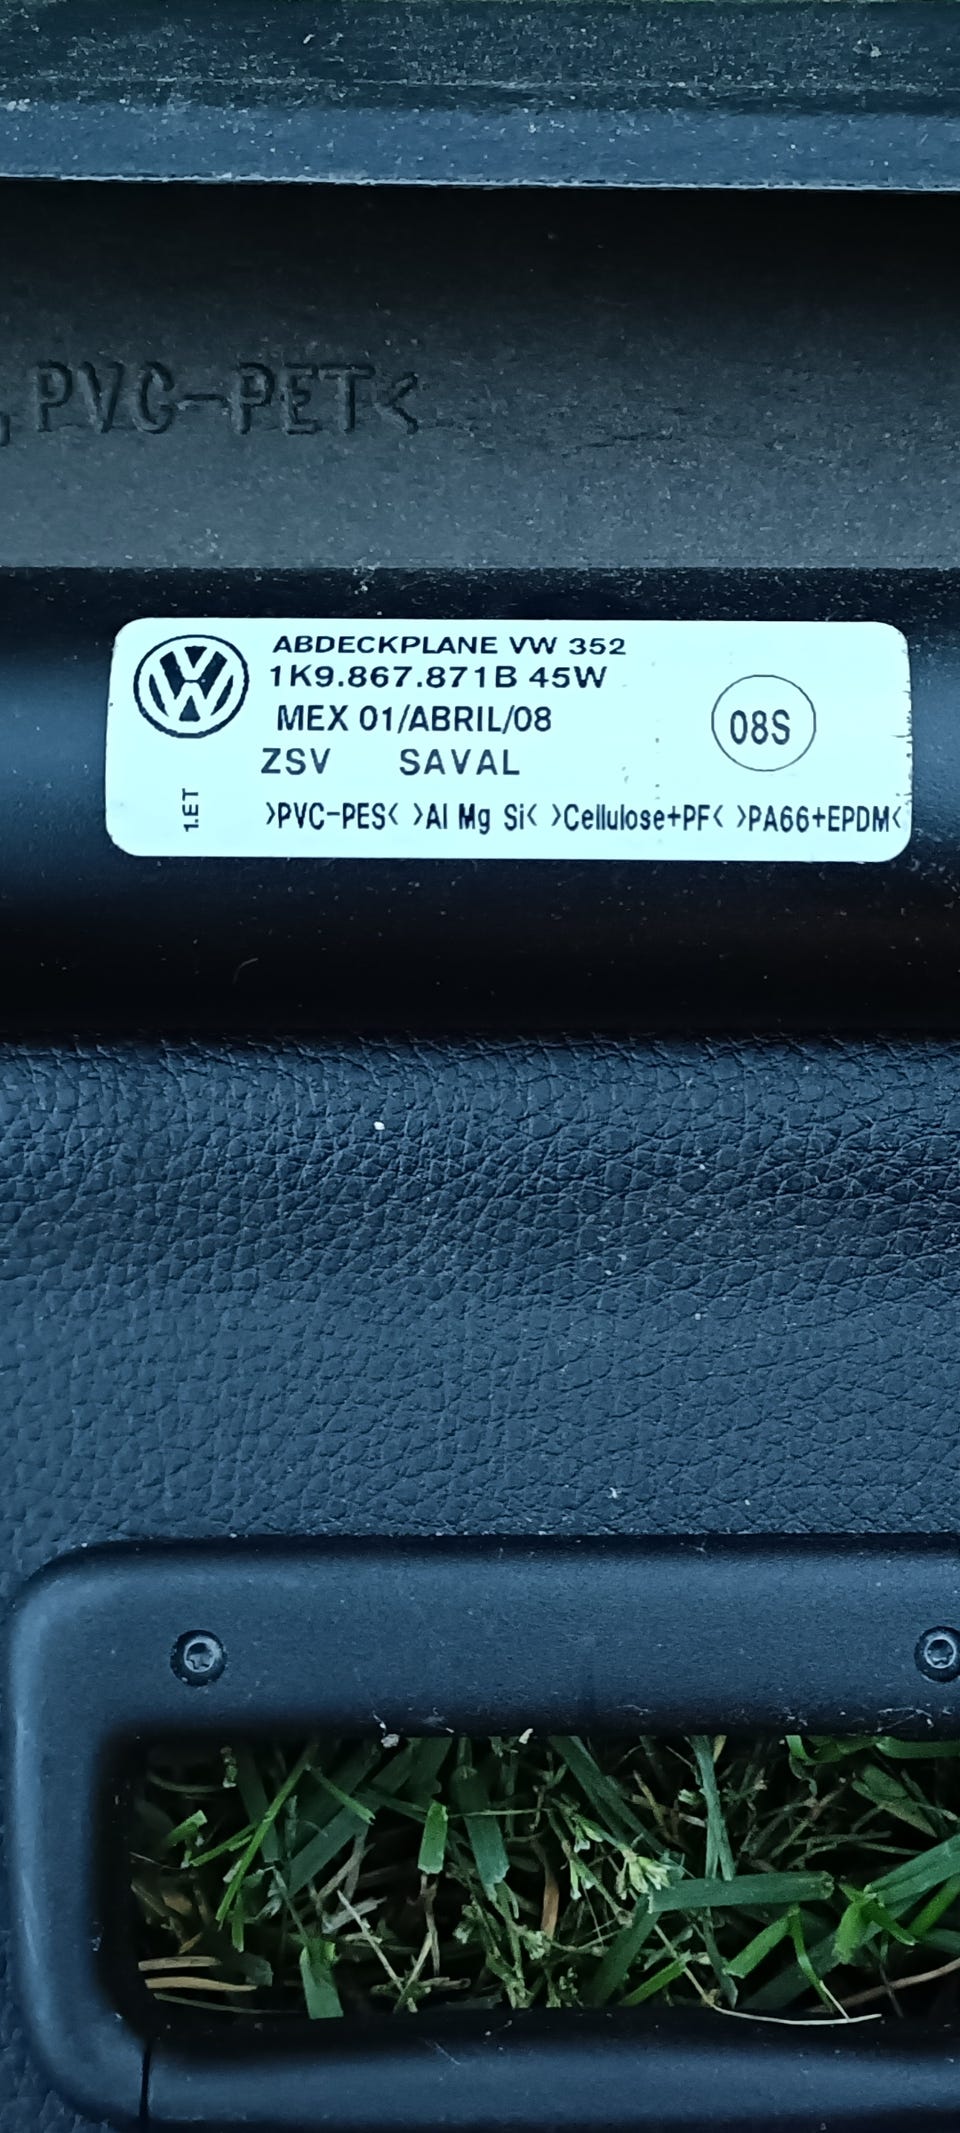 , PVC-PET<
ABDECKPLANE VW 352
1K9.867.871B 45W
MEX 01/ABRIL/08
08S
ZSV SAVAL
1.ET
>PVC-PES< >Al Mg Si< >Cellulose+PF< >PA66+EPDM<